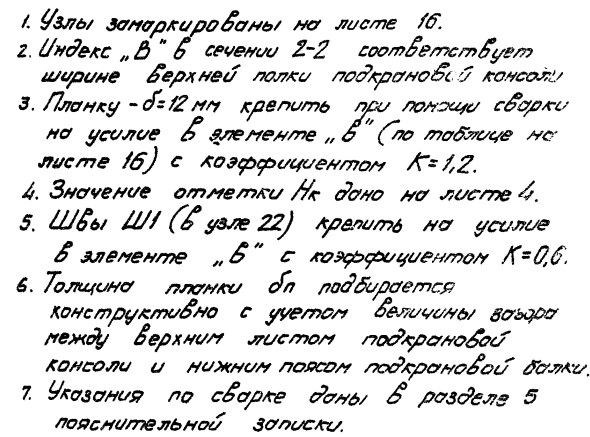 1. Узлы замаркированы на листе 16.
2. Индекс „В" в сечении 2-2 соответствует
ширине верхней полки подкрановой консоли
3. Планку -δ=12 мм крепить при помощи сварки
на усилие в элементе „Б" (по таблице на
листе 16) с коэффициентом K=1,2.
4. Значение отметки Нк дано на листе 4.
5. Швы Ш1 (в узле 22) крепить на усилие
в элементе „Б" с коэффициентом K=0,6.
6. Толщина планки δп подбирается
конструктивно с учетом величины зазора
между верхним листом подкрановой
консоли и нижним поясом подкрановой балки.
7. Указания по сварке даны в разделе 5
пояснительной записки.